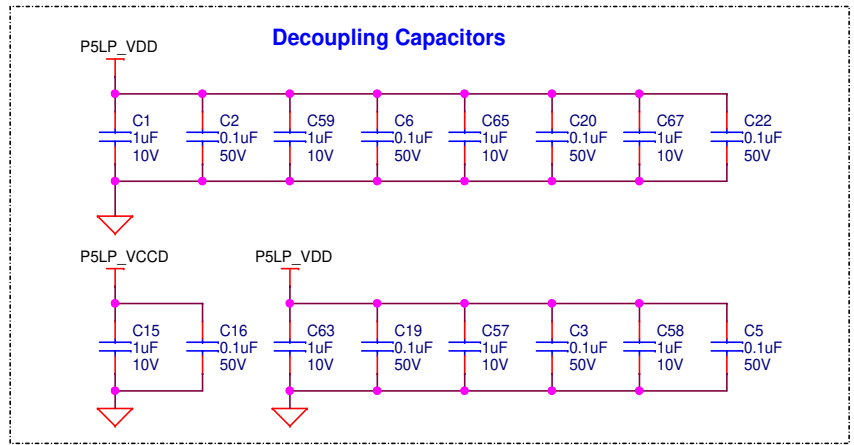 Decoupling Capacitors
P5LP_VDD
C1 C2 C59 C6 C65 C20 C67 C22
1uF 0.1uF 1uF 0.1uF 1uF 0.1uF 1uF 0.1uF
10V 50V 10V 50V 10V 50V 10V 50V
P5LP_VCCD P5LP_VDD
C15 C16 C63 C19 C57 C3 C58 C5
1uF 0.1uF 1uF 0.1uF 1uF 0.1uF 1uF 0.1uF
10V 50V 10V 50V 10V 50V 10V 50V